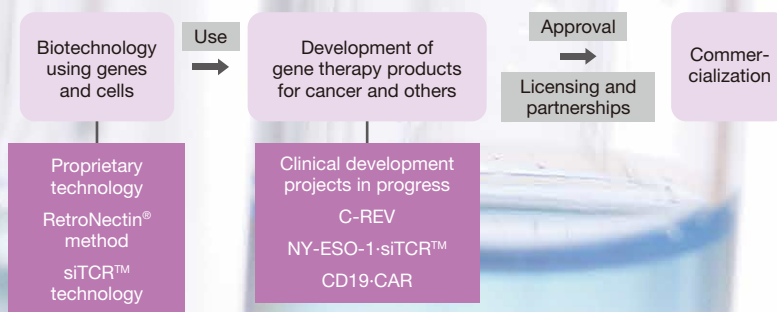 Biotechnology
using genes
and cells
Use
Development of
gene therapy products
for cancer and others
Approval
Licensing and
partnerships
Commer-
cialization
Proprietary
technology
RetroNectin®
method
siTCR™
technology
Clinical development
projects in progress
C-REV
NY-ESO-1·siTCR™
CD19·CAR